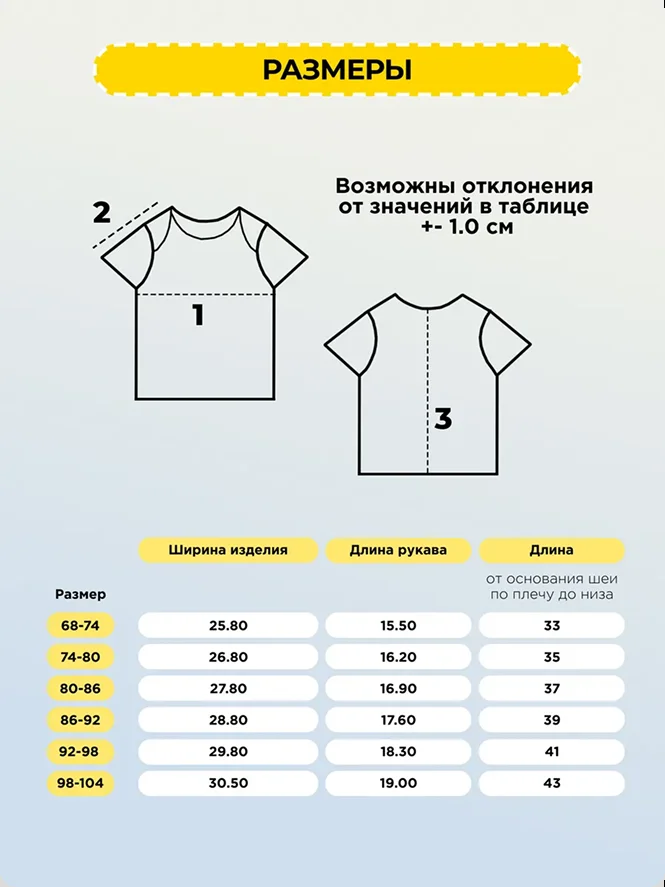 РАЗМЕРЫ
Возможны отклонения
от значений в таблице
+- 1.0 см
2
1
3
Ширина изделия Длина рукава Длина
от основания шеи
по плечу до низа
Размер
68-74 25.80 15.50 33
74-80 26.80 16.20 35
80-86 27.80 16.90 37
86-92 28.80 17.60 39
92-98 29.80 18.30 41
98-104 30.50 19.00 43